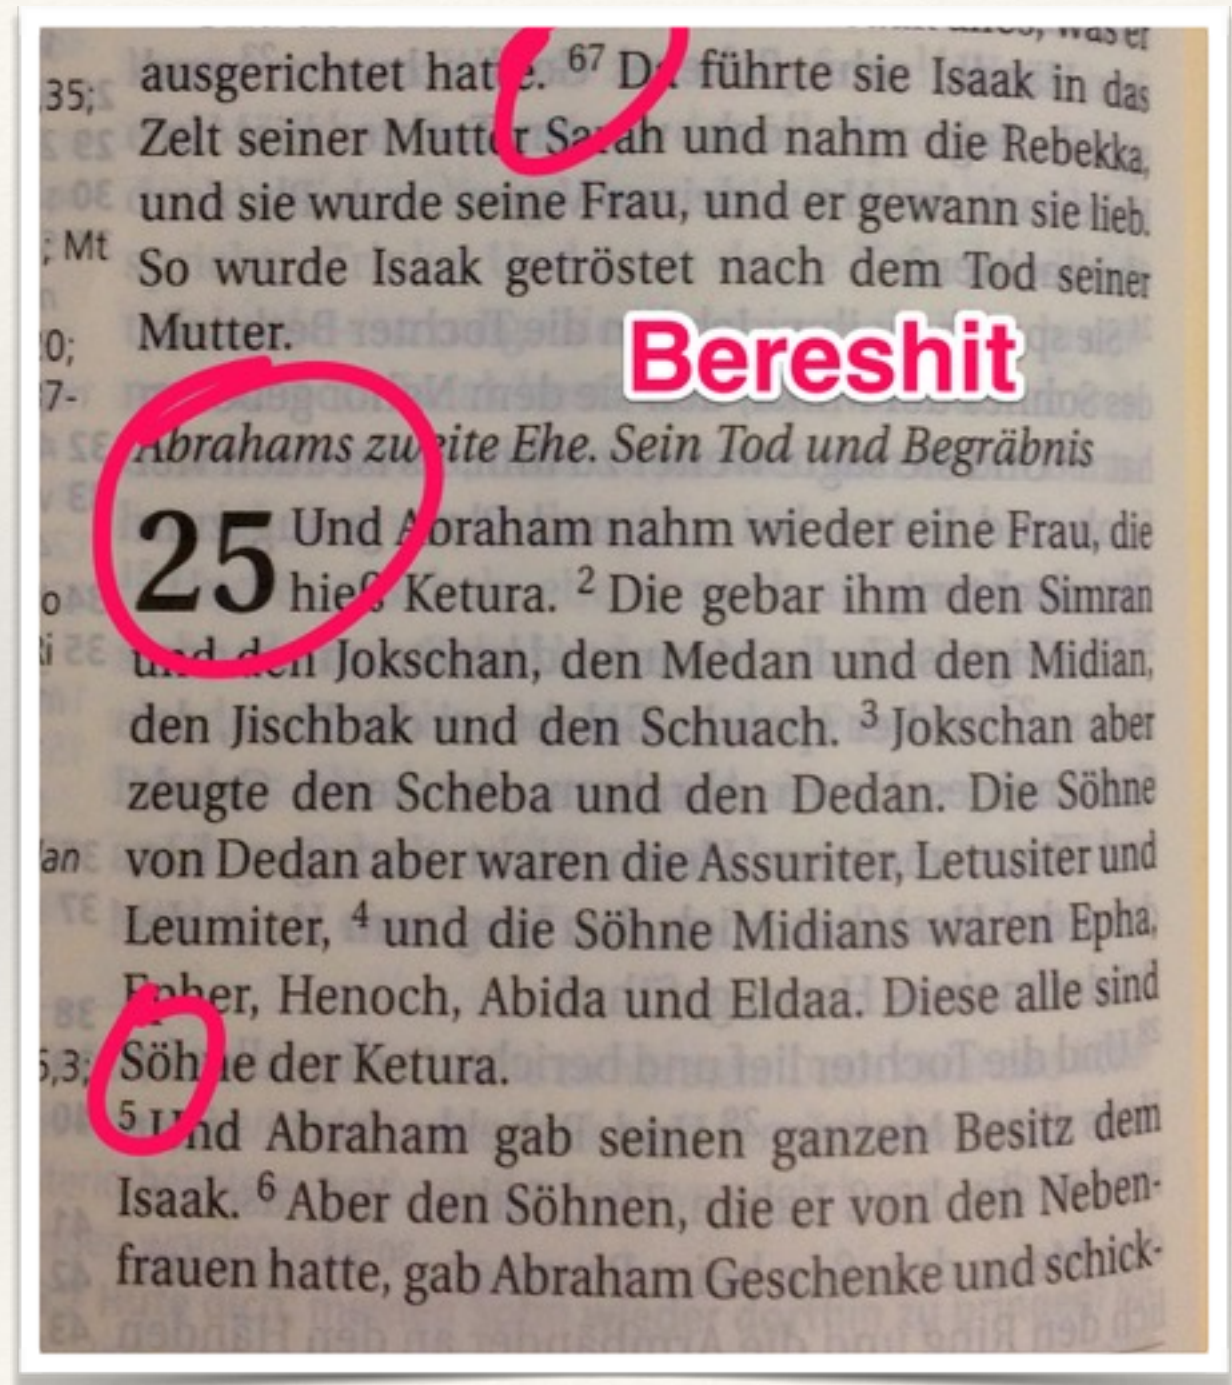 ausgerichtet hatte. 67 Da führte sie Isaak in das
Zelt seiner Mutter Sarah und nahm die Rebekka,
und sie wurde seine Frau, und er gewann sie lieb.
So wurde Isaak getröstet nach dem Tod seiner
Mutter.
Bereshit
Abrahams zweite Ehe. Sein Tod und Begräbnis
25 Und Abraham nahm wieder eine Frau, die
hieß Ketura. 2 Die gebar ihm den Simran
und den Jokschan, den Medan und den Midian,
den Jischbak und den Schuach. 3 Jokschan aber
zeugte den Scheba und den Dedan. Die Söhne
von Dedan aber waren die Assuriter, Letusiter und
Leumiter, 4 und die Söhne Midians waren Epha,
Epher, Henoch, Abida und Eldaa. Diese alle sind
Söhne der Ketura.
5 Und Abraham gab seinen ganzen Besitz dem
Isaak. 6 Aber den Söhnen, die er von den Neben-
frauen hatte, gab Abraham Geschenke und schick-
35;
; Mt
0;
7-
o
i
an
5,3;